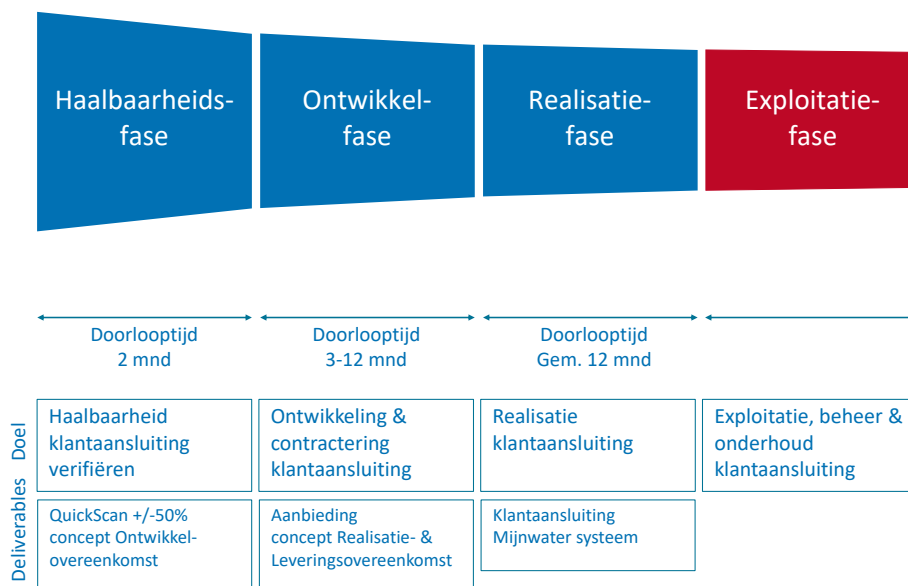 Haalbaarheids-
fase
Ontwikkel-
fase
Realisatie-
fase
Exploitatie-
fase
Doorlooptijd
2 mnd
Doorlooptijd
3-12 mnd
Doorlooptijd
Gem. 12 mnd
Doel
Haalbaarheid
klantaansluiting
verifiëren
Ontwikkeling &
contractering
klantaansluiting
Realisatie
klantaansluiting
Exploitatie, beheer &
onderhoud
klantaansluiting
Deliverables
QuickScan +/-50%
concept Ontwikkel-
overeenkomst
Aanbieding
concept Realisatie- &
Leveringsovereenkomst
Klantaansluiting
Mijnwater systeem